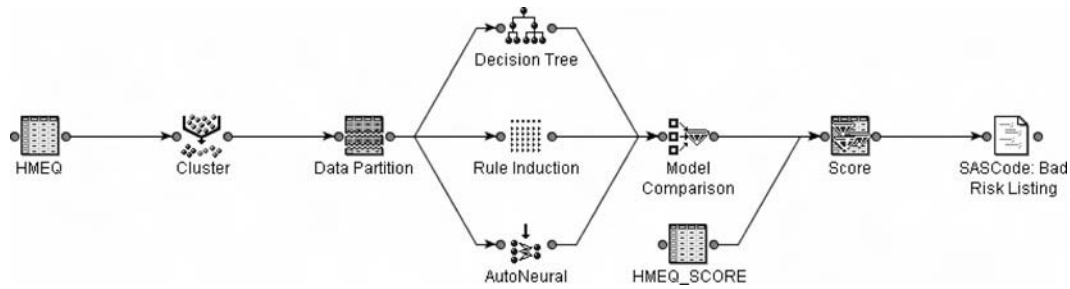 Decision Tree
HMEQ
Cluster
Data Partition
Rule Induction
Model
Comparison
Score
SASCode: Bad
Risk Listing
AutoNeural
HMEQ_SCORE